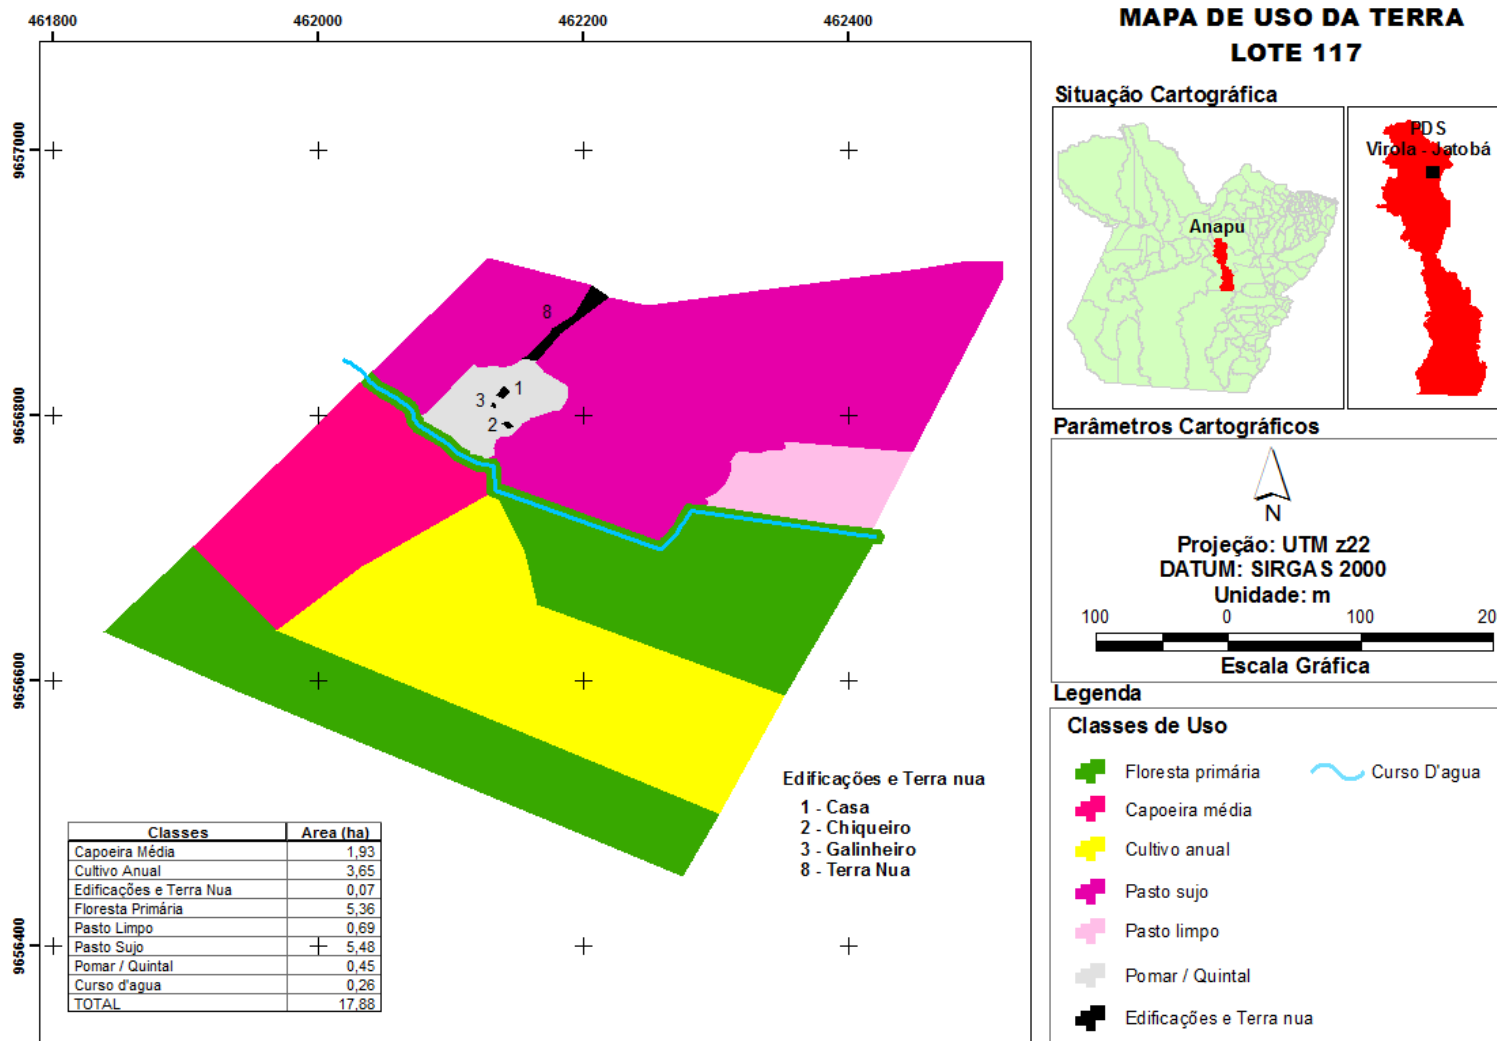 461800 462000 462200 462400
MAPA DE USO DA TERRA
LOTE 117
Situação Cartográfica
PDS
Virola - Jatobá
Anapu
9657000
9656800
9656600
9656400
8
1
3
2
Parâmetros Cartográficos
N
Projeção: UTM z22
DATUM: SIRGAS 2000
Unidade: m
100 0 100 20
Escala Gráfica
Legenda
Classes de Uso
Floresta primária
Curso D'agua
Capoeira média
Cultivo anual
Pasto sujo
Pasto limpo
Pomar / Quintal
Edificações e Terra nua
Edificações e Terra nua
1 - Casa
2 - Chiqueiro
3 - Galinheiro
8 - Terra Nua
Classes Area (ha)
Capoeira Média 1,93
Cultivo Anual 3,65
Edificações e Terra Nua 0,07
Floresta Primária 5,36
Pasto Limpo 0,69
Pasto Sujo 5,48
Pomar / Quintal 0,45
Curso d'agua 0,26
TOTAL 17,88